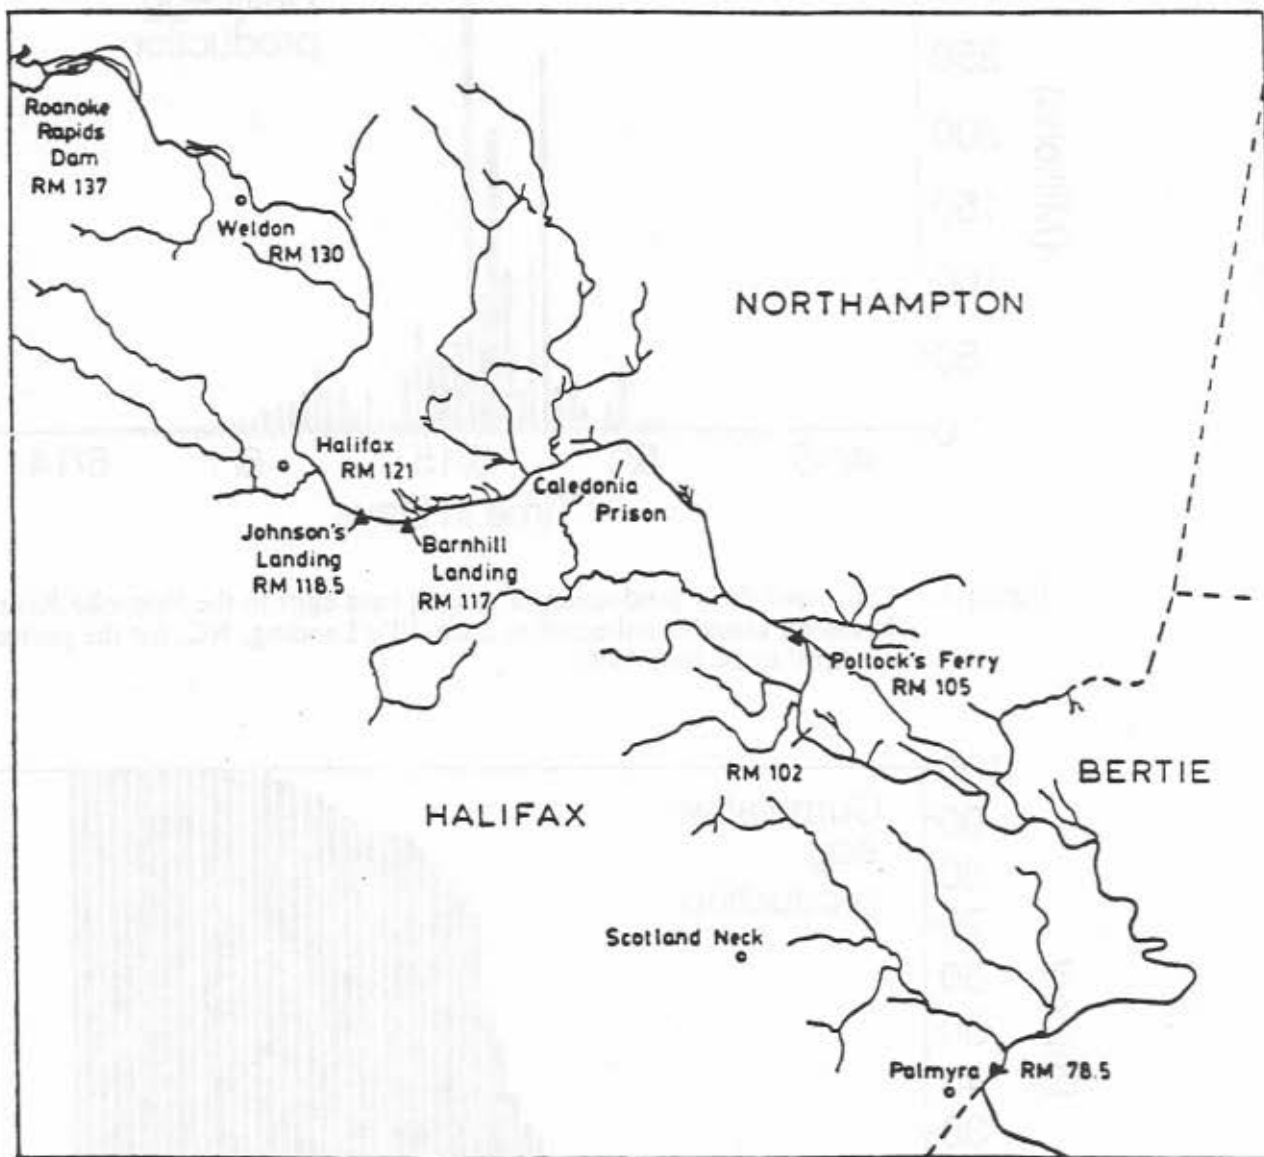 Roanoke
Rapids
Dam
RM 137
Weldon
RM 130
NORTHAMPTON
Halifax
RM 121
Caledonia
Prison
Johnson's
Landing
RM 118.5
Barnhill
Landing
RM 117
Pollock's Ferry
RM 105
RM 102
BERTIE
HALIFAX
Scotland Neck
Palmyra
RM 78.5